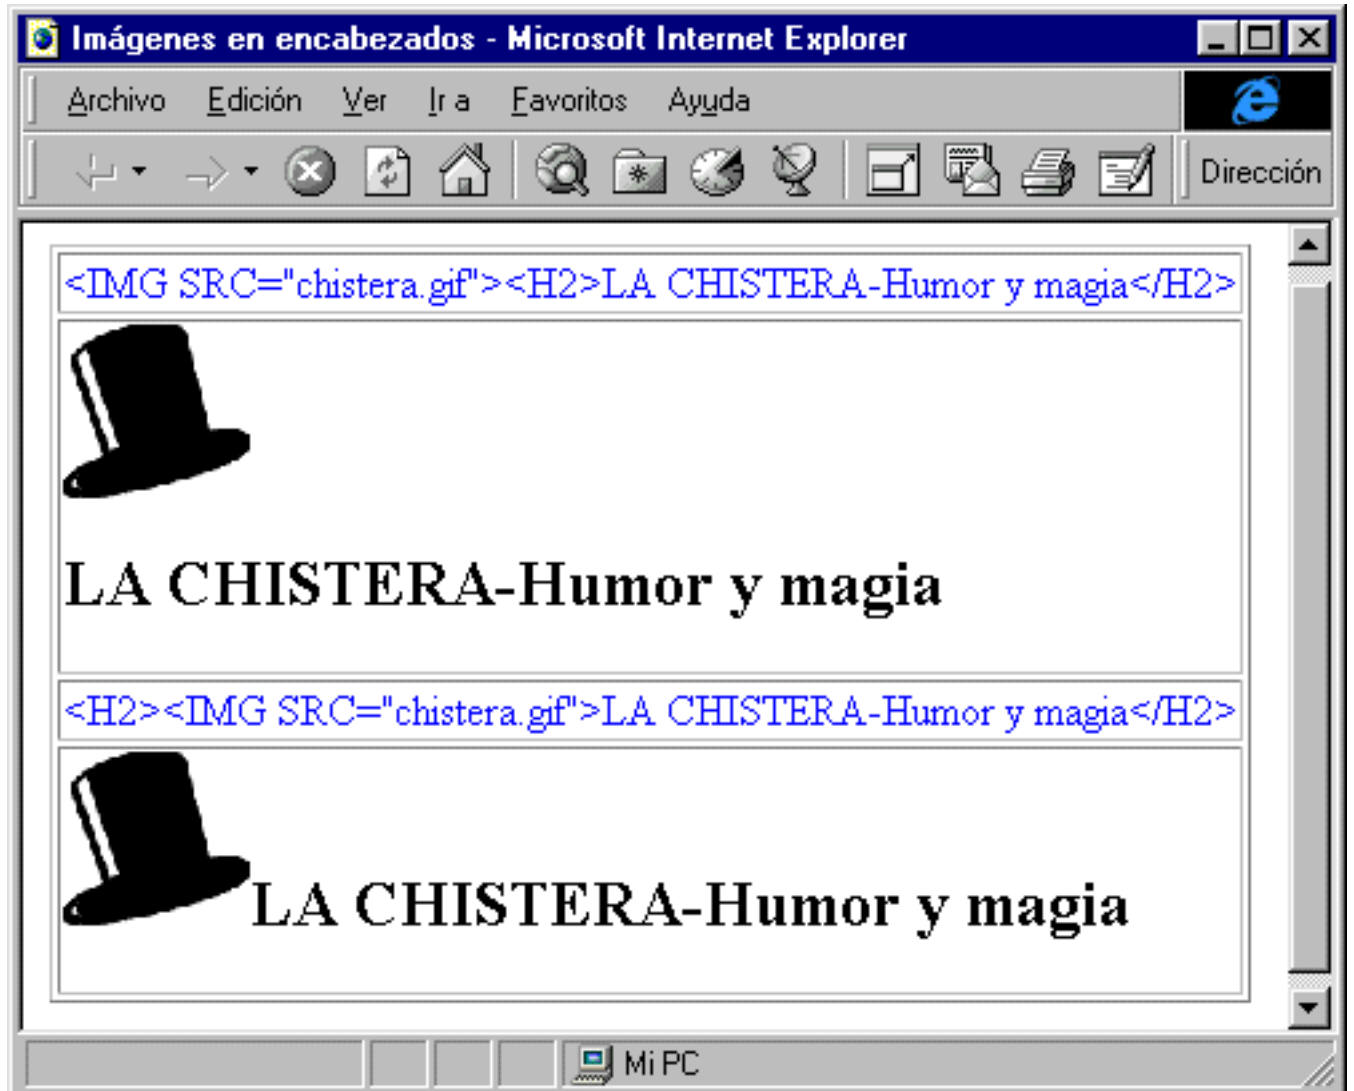 Imágenes en encabezados - Microsoft Internet Explorer
Archivo Edición Ver Ir a Favoritos Ayuda
Dirección
<IMG SRC="chistera.gif"><H2>LA CHISTERA-Humor y magia</H2>
LA CHISTERA-Humor y magia
<H2><IMG SRC="chistera.gif">LA CHISTERA-Humor y magia</H2>
LA CHISTERA-Humor y magia
Mi PC